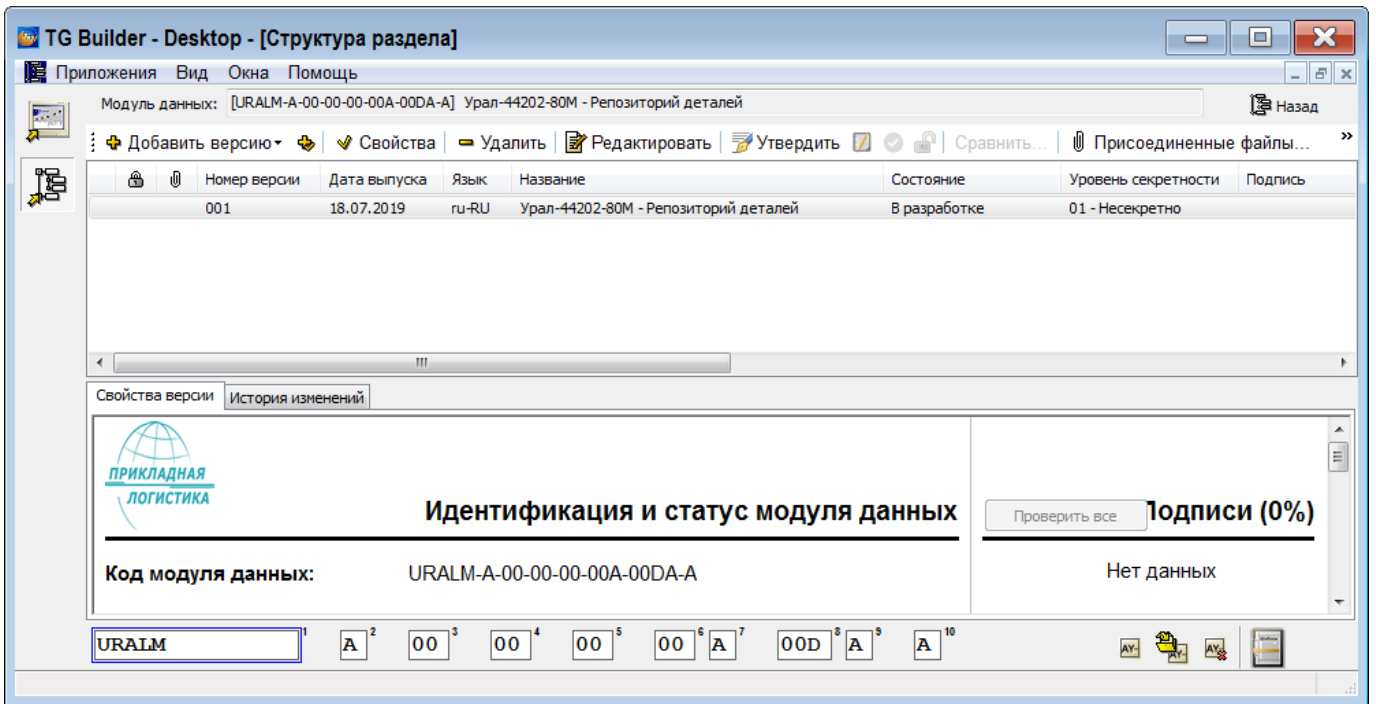 TG Builder - Desktop - [Структура раздела]
Приложения Вид Окна Помощь
Модуль данных: [URALM-A-00-00-00-00A-00DA-A] Урал-44202-80М - Репозиторий деталей Назад
Добавить версию Свойства Удалить Редактировать Утвердить Сравнить... Присоединенные файлы... »
Номер версии Дата выпуска Язык Название Состояние Уровень секретности Подпись
001 18.07.2019 ru-RU Урал-44202-80М - Репозиторий деталей В разработке 01 - Несекретно
Свойства версии История изменений
ПРИКЛАДНАЯ
ЛОГИСТИКА
Идентификация и статус модуля данных Проверить все Подписи (0%)
Код модуля данных: URALM-A-00-00-00-00A-00DA-A Нет данных
URALM 1 A 2 00 3 00 4 00 5 00 6 A 7 00D 8 A 9 A 10 AY- AY- AY